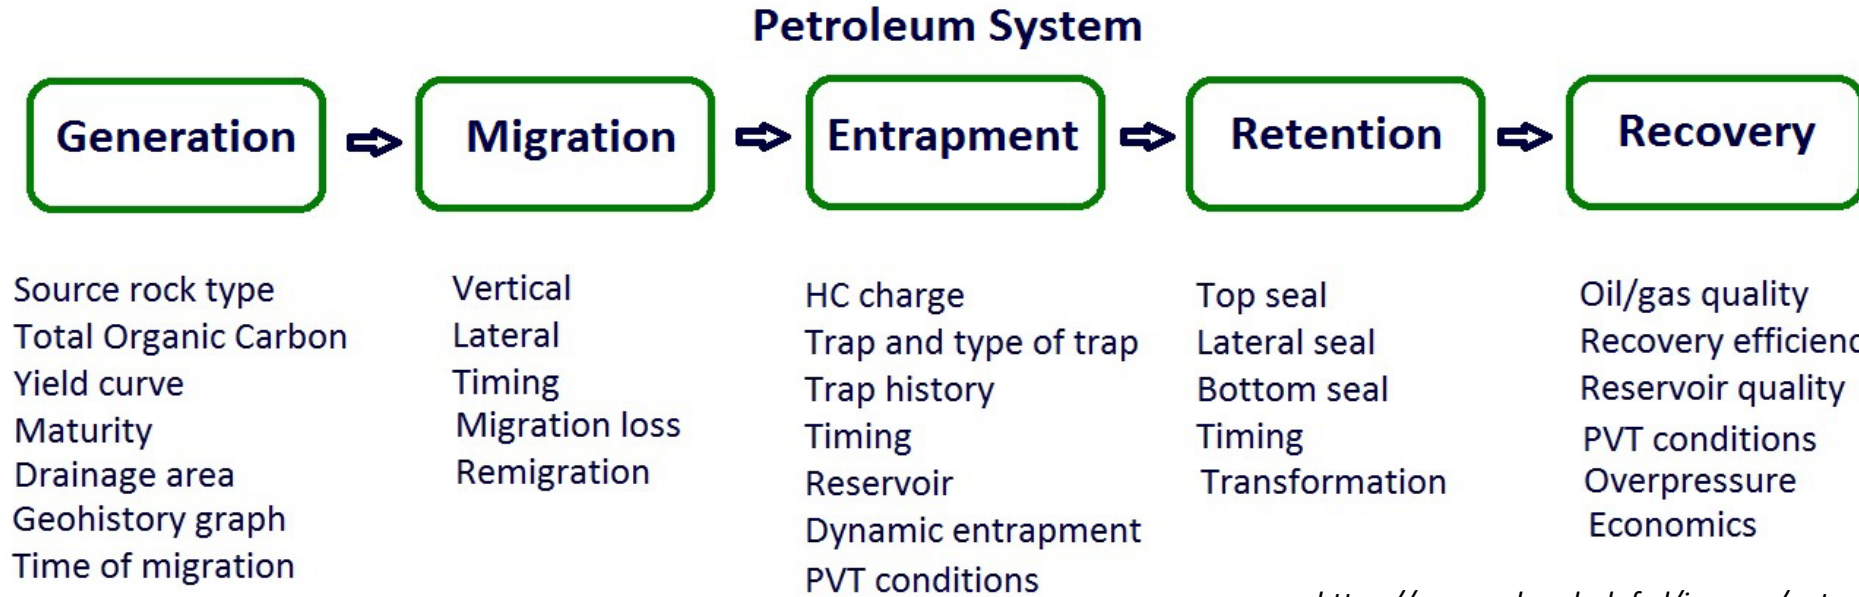 Petroleum System
Generation
Migration
Entrapment
Retention
Recovery
Source rock type
Total Organic Carbon
Yield curve
Maturity
Drainage area
Geohistory graph
Time of migration
Vertical
Lateral
Timing
Migration loss
Remigration
HC charge
Trap and type of trap
Trap history
Timing
Reservoir
Dynamic entrapment
PVT conditions
Top seal
Lateral seal
Bottom seal
Timing
Transformation
Oil/gas quality
Recovery
Reservoir quality
PVT conditions
Overpressure
Economics